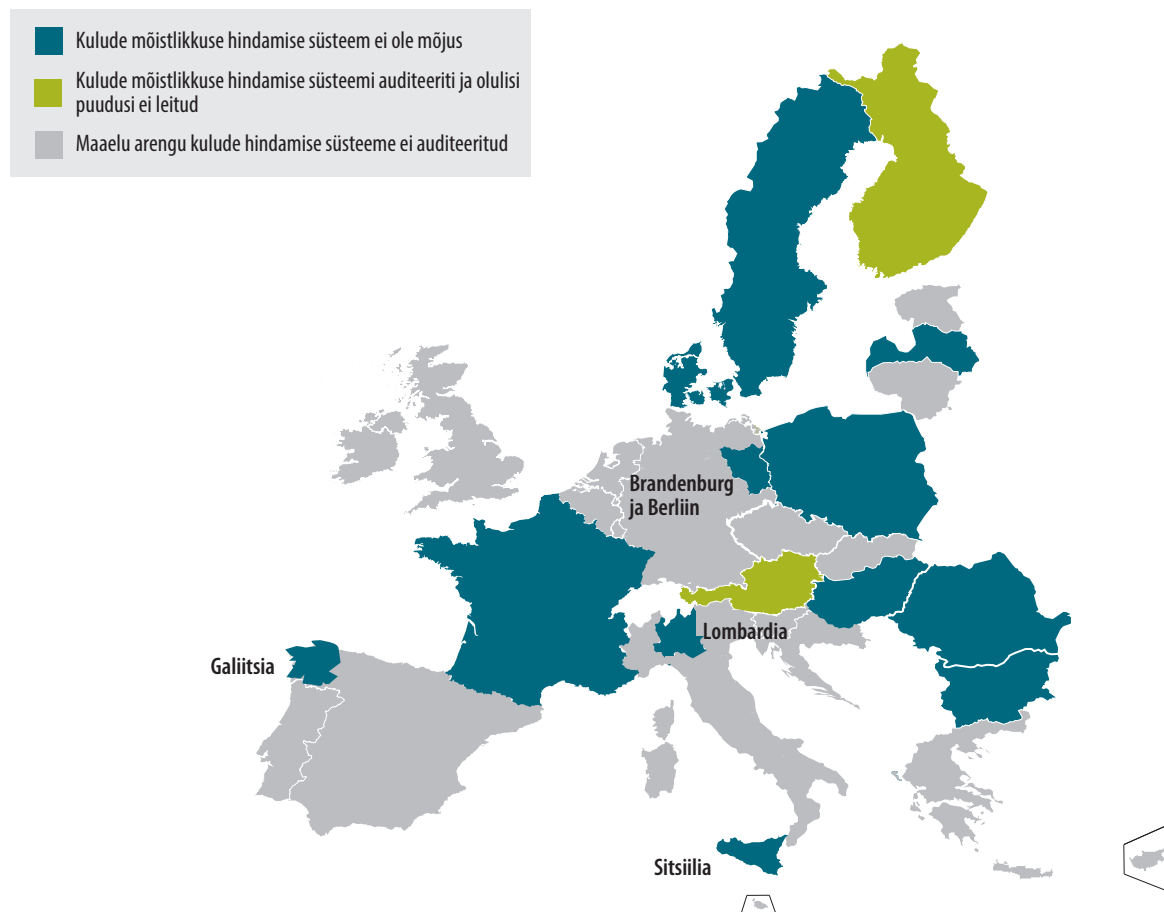 Kulude mõistlikkuse hindamise süsteem ei ole mõjus
Kulude mõistlikkuse hindamise süsteemi auditeeriti ja olulisi
puudusi ei leitud
Maaelu arengu kulude hindamise süsteeme ei auditeeritud
Brandenburg
ja Berliin
Lombardia
Galiitsia
Sitsiilia